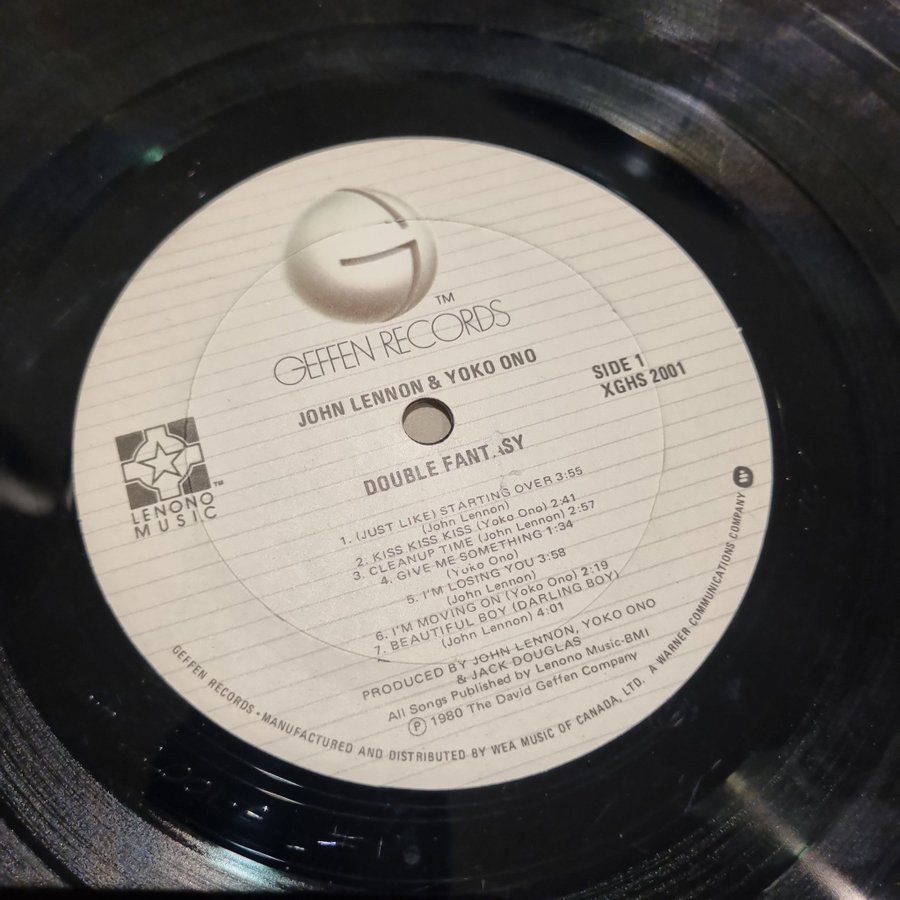 G
TM
GEFFEN RECORDS
JOHN LENNON & YOKO ONO
SIDE 1
XGHS 2001
LENONO TM
MUSIC
DOUBLE FANTASY
1. (JUST LIKE) STARTING OVER 3:55
(John Lennon)
2. KISS KISS KISS (Yoko Ono) 2:41
3. CLEANUP TIME (John Lennon) 2:57
4. GIVE ME SOMETHING 1:34
(Yoko Ono)
5. I'M LOSING YOU 3:58
(John Lennon)
6. I'M MOVING ON (Yoko Ono) 2:19
7. BEAUTIFUL BOY (DARLING BOY)
(John Lennon) 4:01
PRODUCED BY JOHN LENNON, YOKO ONO
& JACK DOUGLAS
All Songs Published by Lenono Music-BMI
℗ 1980 The David Geffen Company
GEFFEN RECORDS • MANUFACTURED AND DISTRIBUTED BY WEA MUSIC OF CANADA, LTD. A WARNER COMMUNICATIONS COMPANY